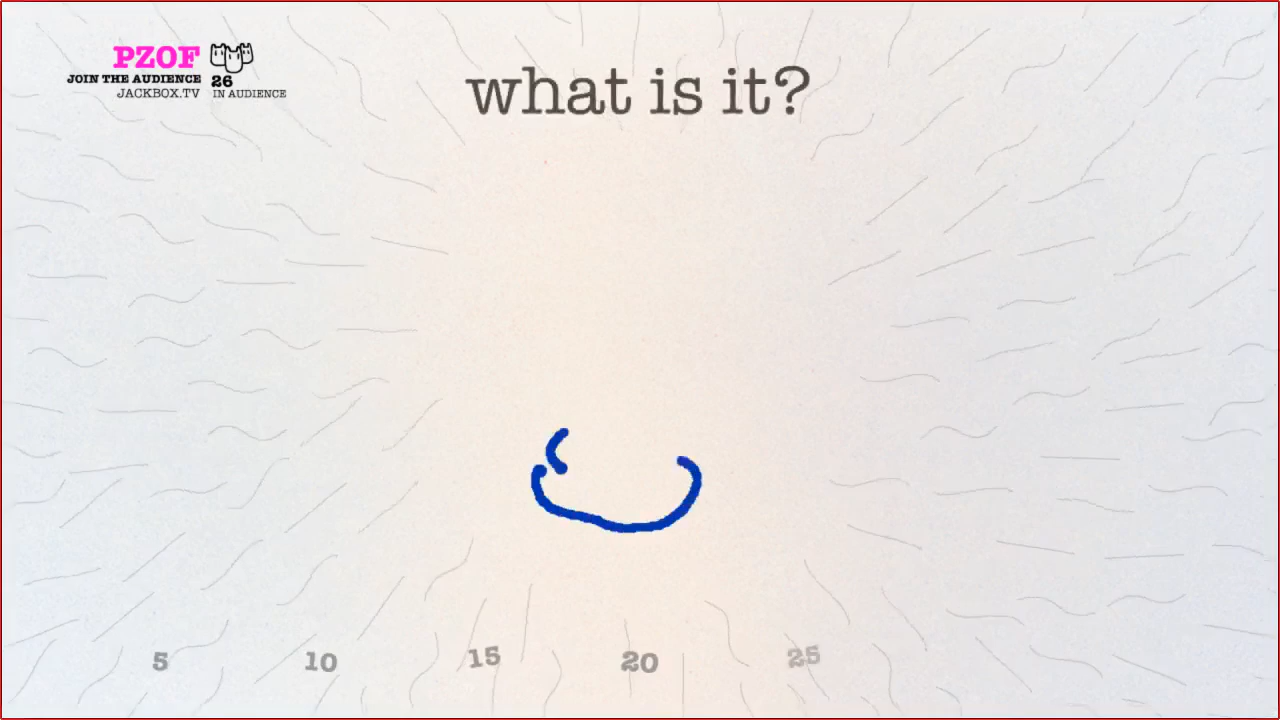 PZOF
JOIN THE AUDIENCE
JACKBOX.TV
26
IN AUDIENCE
what is it?
5 10 15 20 25